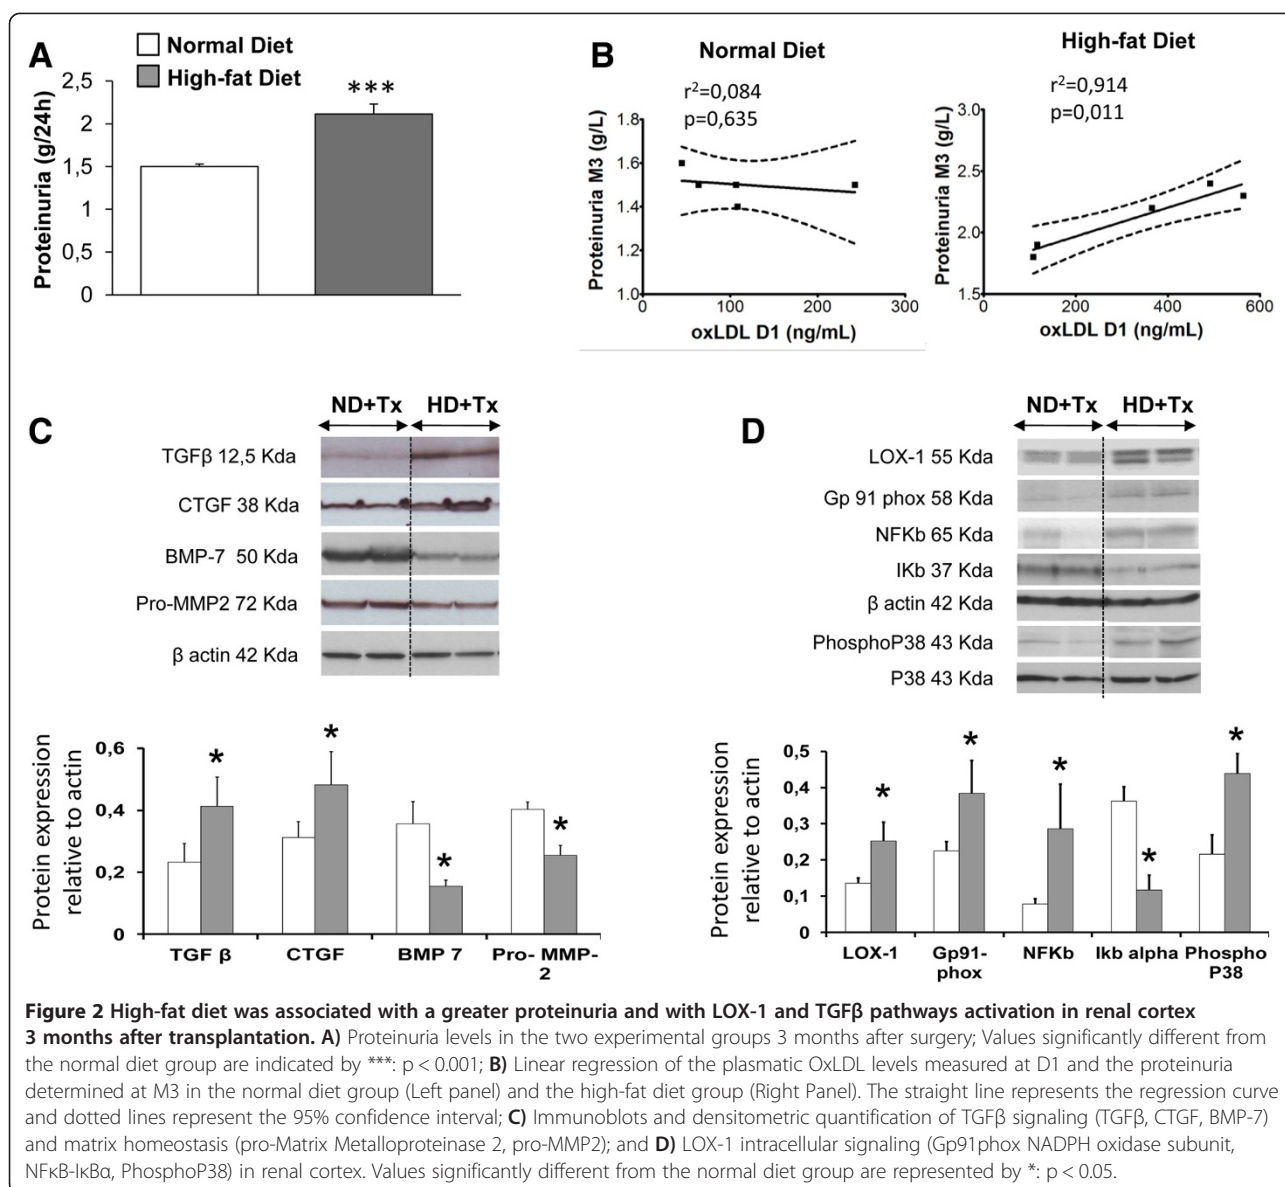 A
Normal Diet
High-fat Diet
Proteinuria (g/24h)
2,5
2
1,5
1
0,5
0
***
B
Normal Diet
r²=0,084
p=0,635
Proteinuria M3 (g/L)
1.8
1.6
1.4
1.2
1.0
0 100 200 300
oxLDL D1 (ng/mL)
High-fat Diet
r²=0,914
p=0,011
Proteinuria M3 (g/L)
3.0
2.5
2.0
1.5
0 200 400 600
oxLDL D1 (ng/mL)
C
ND+Tx HD+Tx
TGFβ 12,5 Kda
CTGF 38 Kda
BMP-7 50 Kda
Pro-MMP2 72 Kda
β actin 42 Kda
Protein expression
relative to actin
0,6
0,4
0,2
0
* * * *
TGF β CTGF BMP 7 Pro- MMP-
2
D
ND+Tx HD+Tx
LOX-1 55 Kda
Gp 91 phox 58 Kda
NFKb 65 Kda
IKb 37 Kda
β actin 42 Kda
PhosphoP38 43 Kda
P38 43 Kda
Protein expression
relative to actin
0,5
0,4
0,3
0,2
0,1
0
* * * * *
LOX-1 Gp91- NFKb Ikb alpha Phospho
phox P38
Figure 2 High-fat diet was associated with a greater proteinuria and with LOX-1 and TGFβ pathways activation in renal cortex
3 months after transplantation. A) Proteinuria levels in the two experimental groups 3 months after surgery; Values significantly different from
the normal diet group are indicated by ***: p < 0.001; B) Linear regression of the plasmatic OxLDL levels measured at D1 and the proteinuria
determined at M3 in the normal diet group (Left panel) and the high-fat diet group (Right Panel). The straight line represents the regression curve
and dotted lines represent the 95% confidence interval; C) Immunoblots and densitometric quantification of TGFβ signaling (TGFβ, CTGF, BMP-7)
and matrix homeostasis (pro-Matrix Metalloproteinase 2, pro-MMP2); and D) LOX-1 intracellular signaling (Gp91phox NADPH oxidase subunit,
NFκB-IκBα, PhosphoP38) in renal cortex. Values significantly different from the normal diet group are represented by *: p < 0.05.